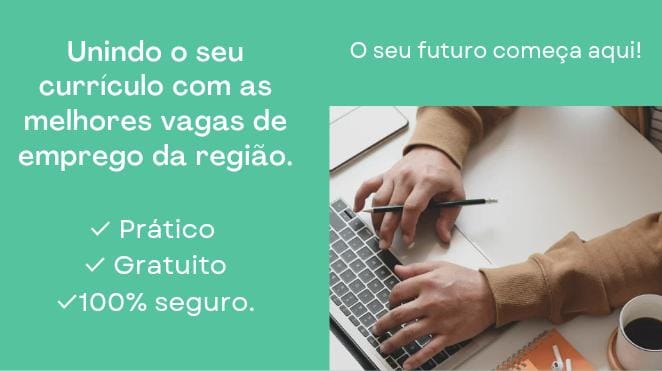 Unindo o seu
currículo com as
melhores vagas de
emprego da região.
✓ Prático
✓ Gratuito
✓100% seguro.
O seu futuro começa aqui!